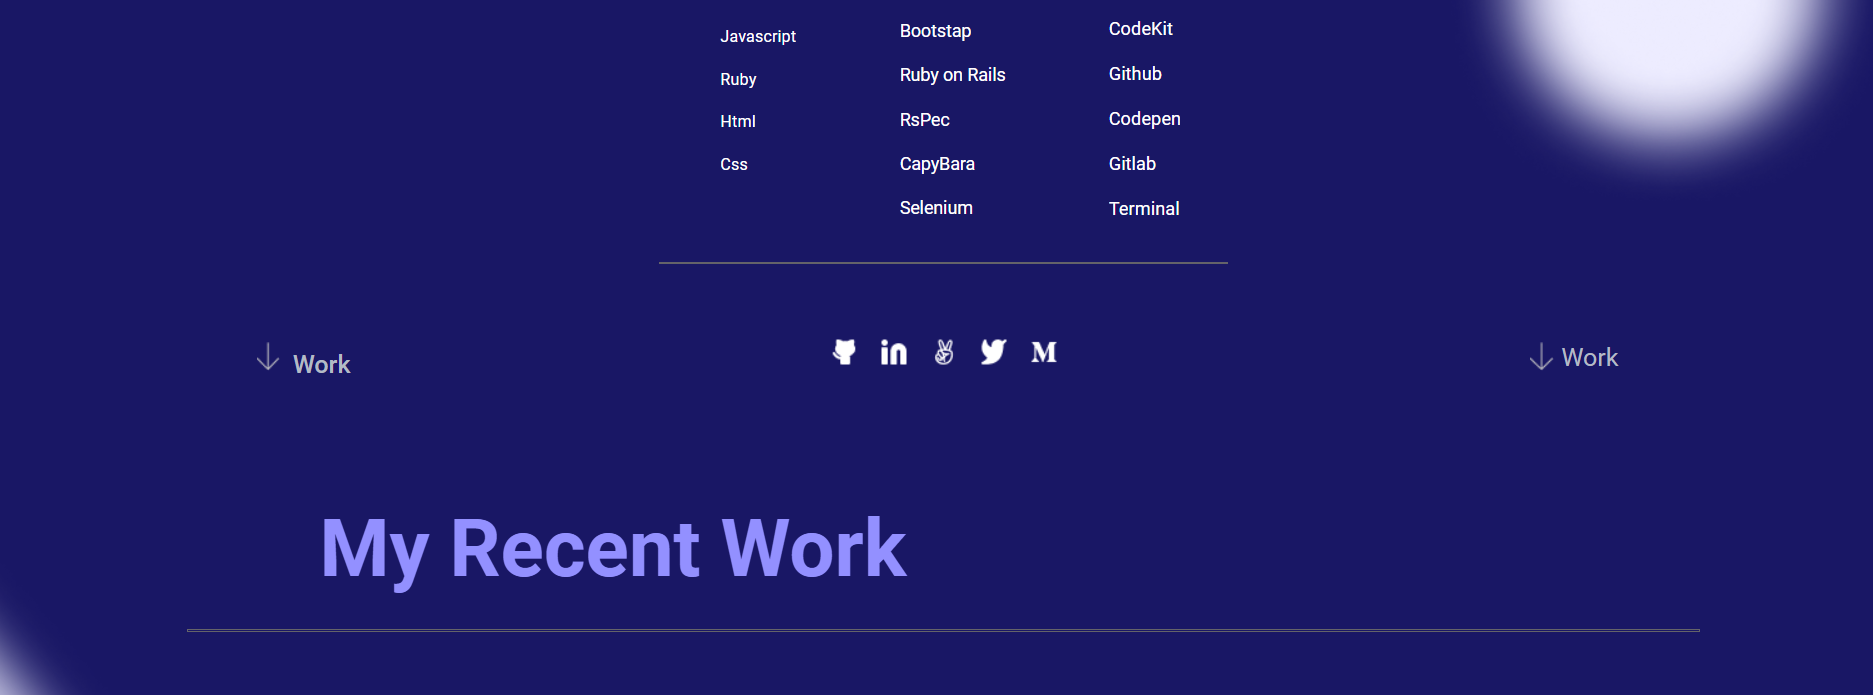 Javascript
Ruby
Html
Css
Bootstap
Ruby on Rails
RsPec
CapyBara
Selenium
CodeKit
Github
Codepen
Gitlab
Terminal
Work
Work
My Recent Work